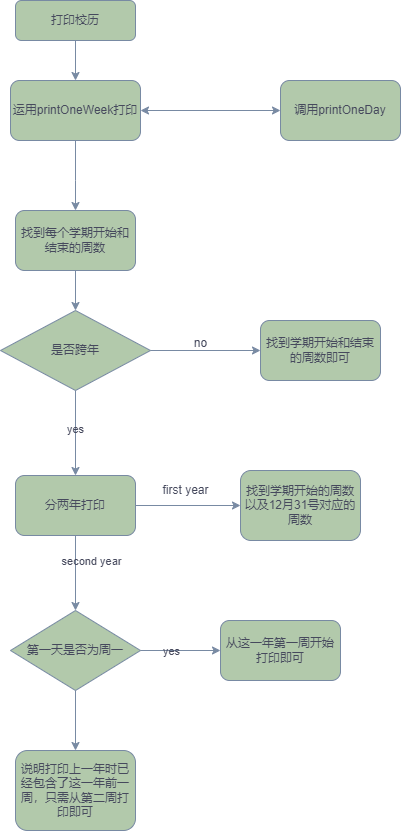 打印校历
运用printOneWeek打印
调用printOneDay
找到每个学期开始和
结束的周数
是否跨年
no
找到学期开始和结束
的周数即可
yes
分两年打印
first year
找到学期开始的周数
以及12月31号对应的
周数
second year
第一天是否为周一
yes
从这一年第一周开始
打印即可
说明打印上一年时已
经包含了这一年前一
周，只需从第二周打
印即可